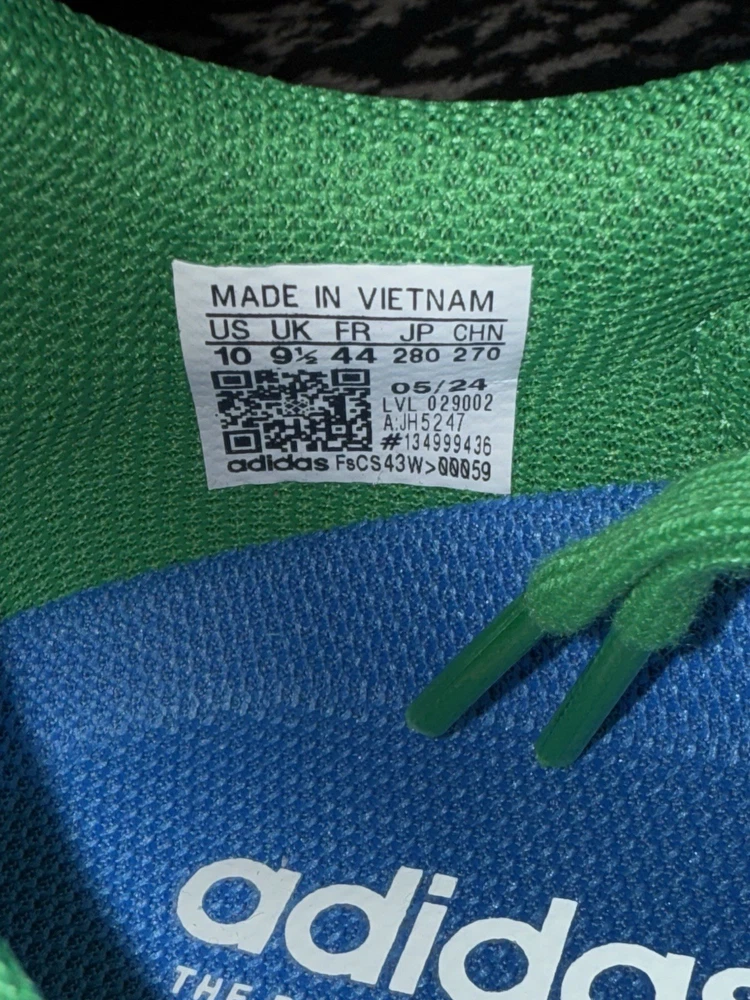 MADE IN VIETNAM
US UK FR JP CHN
10 9½ 44 280 270
05/24
LVL 029002
A:JH5247
#134999436
adidas FsCS43W>00059
adidas
THE